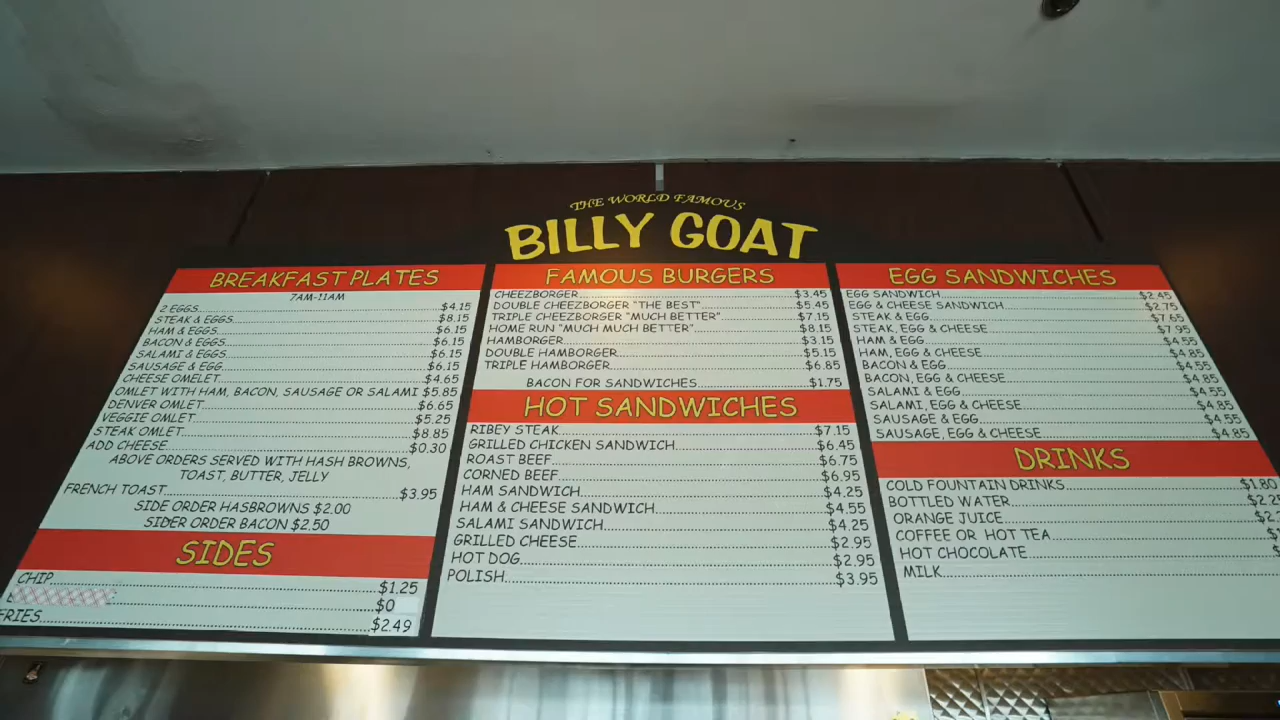 THE WORLD FAMOUS
BILLY GOAT
BREAKFAST PLATES
7AM-11AM
2 EGGS $4.15
STEAK & EGGS $8.15
HAM & EGGS $6.15
BACON & EGGS $6.15
SALAMI & EGGS $6.15
SAUSAGE & EGG $6.15
CHEESE OMELET $4.65
OMLET WITH HAM, BACON, SAUSAGE OR SALAMI $5.85
DENVER OMLET $6.65
VEGGIE OMLET $5.25
STEAK OMLET $8.85
ADD CHEESE $0.30
ABOVE ORDERS SERVED WITH HASH BROWNS,
TOAST, BUTTER, JELLY
FRENCH TOAST $3.95
SIDE ORDER HASBROWNS $2.00
SIDER ORDER BACON $2.50
SIDES
CHIP $1.25
$0
FRIES $2.49
FAMOUS BURGERS
CHEEZBORGER $3.45
DOUBLE CHEEZBORGER "THE BEST" $5.45
TRIPLE CHEEZBORGER "MUCH BETTER" $7.15
HOME RUN "MUCH MUCH BETTER" $8.15
HAMBORGER $3.15
DOUBLE HAMBORGER $5.15
TRIPLE HAMBORGER $6.85
BACON FOR SANDWICHES $1.75
HOT SANDWICHES
RIBEY STEAK $7.15
GRILLED CHICKEN SANDWICH $6.45
ROAST BEEF $6.75
CORNED BEEF $6.95
HAM SANDWICH $4.25
HAM & CHEESE SANDWICH $4.55
SALAMI SANDWICH $4.25
GRILLED CHEESE $2.95
HOT DOG $2.95
POLISH $3.95
EGG SANDWICHES
EGG SANDWICH $2.45
EGG & CHEESE SANDWICH $2.75
STEAK & EGG $7.65
STEAK, EGG & CHEESE $7.95
HAM & EGG $4.55
HAM, EGG & CHEESE $4.85
BACON & EGG $4.55
BACON, EGG & CHEESE $4.85
SALAMI & EGG $4.55
SALAMI, EGG & CHEESE $4.85
SAUSAGE & EGG $4.55
SAUSAGE, EGG & CHEESE $4.85
DRINKS
COLD FOUNTAIN DRINKS $1.80
BOTTLED WATER
ORANGE JUICE
COFFEE OR HOT TEA
HOT CHOCOLATE
MILK